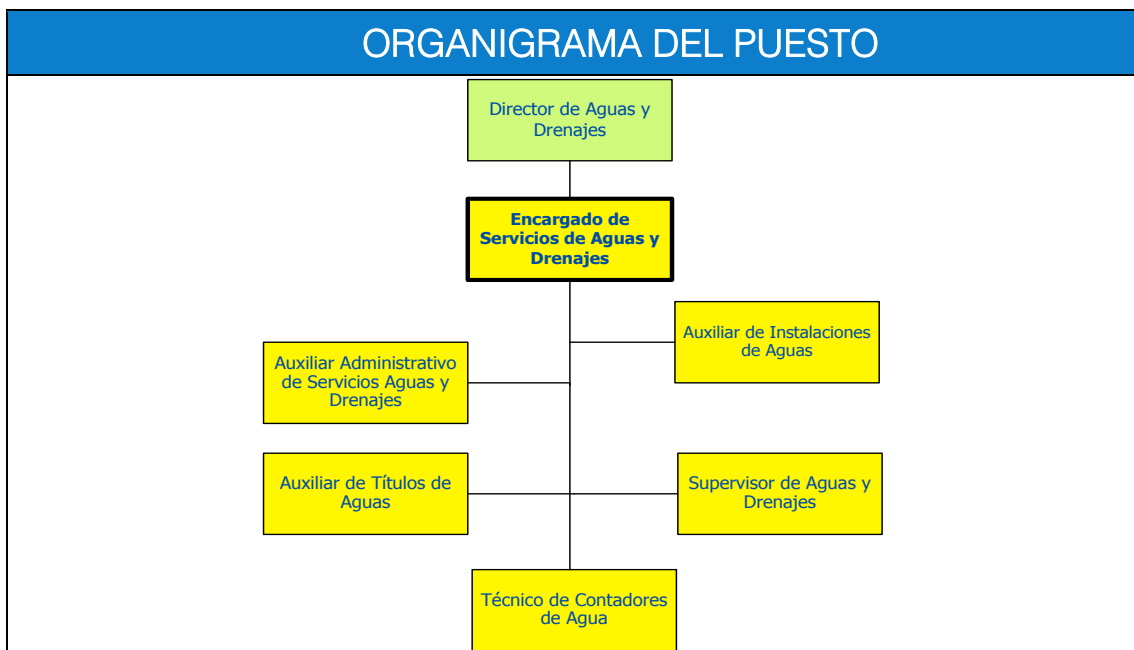 ORGANIGRAMA DEL PUESTO
Director de Aguas y
Drenajes
Encargado de
Servicios de Aguas y
Drenajes
Auxiliar de Instalaciones
de Aguas
Auxiliar Administrativo
de Servicios Aguas y
Drenajes
Auxiliar de Títulos de
Aguas
Supervisor de Aguas y
Drenajes
Técnico de Contadores
de Agua